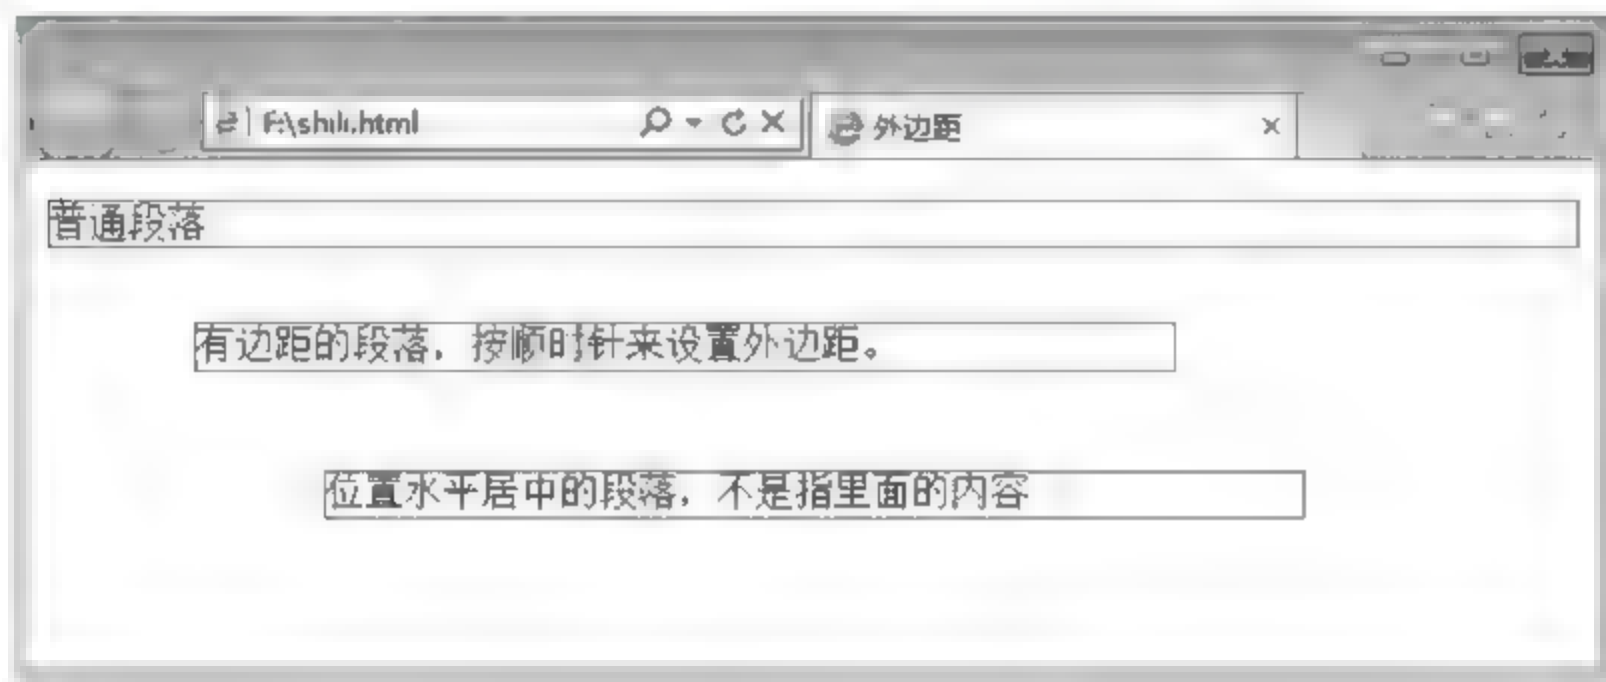 F:\shili.html
外边距
普通段落
有边距的段落，按顺时针来设置外边距。
位置水平居中的段落，不是指里面的内容